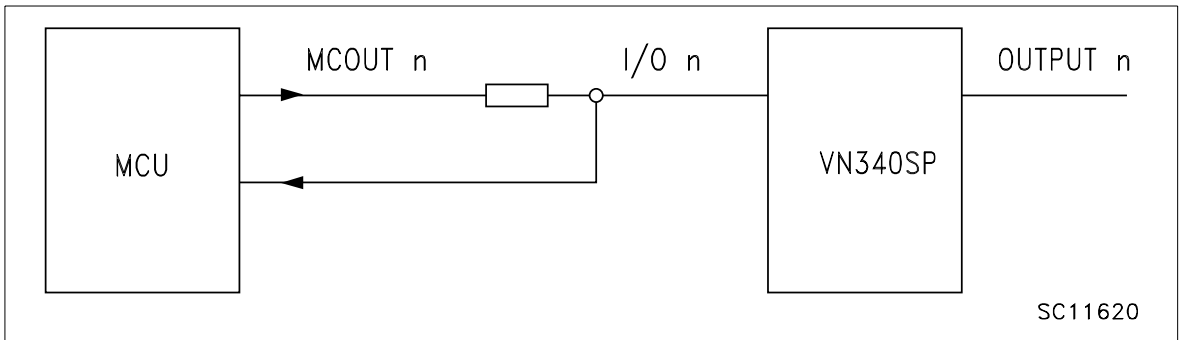 MCOUT n
I/O n
OUTPUT n
MCU
VN340SP
SC11620